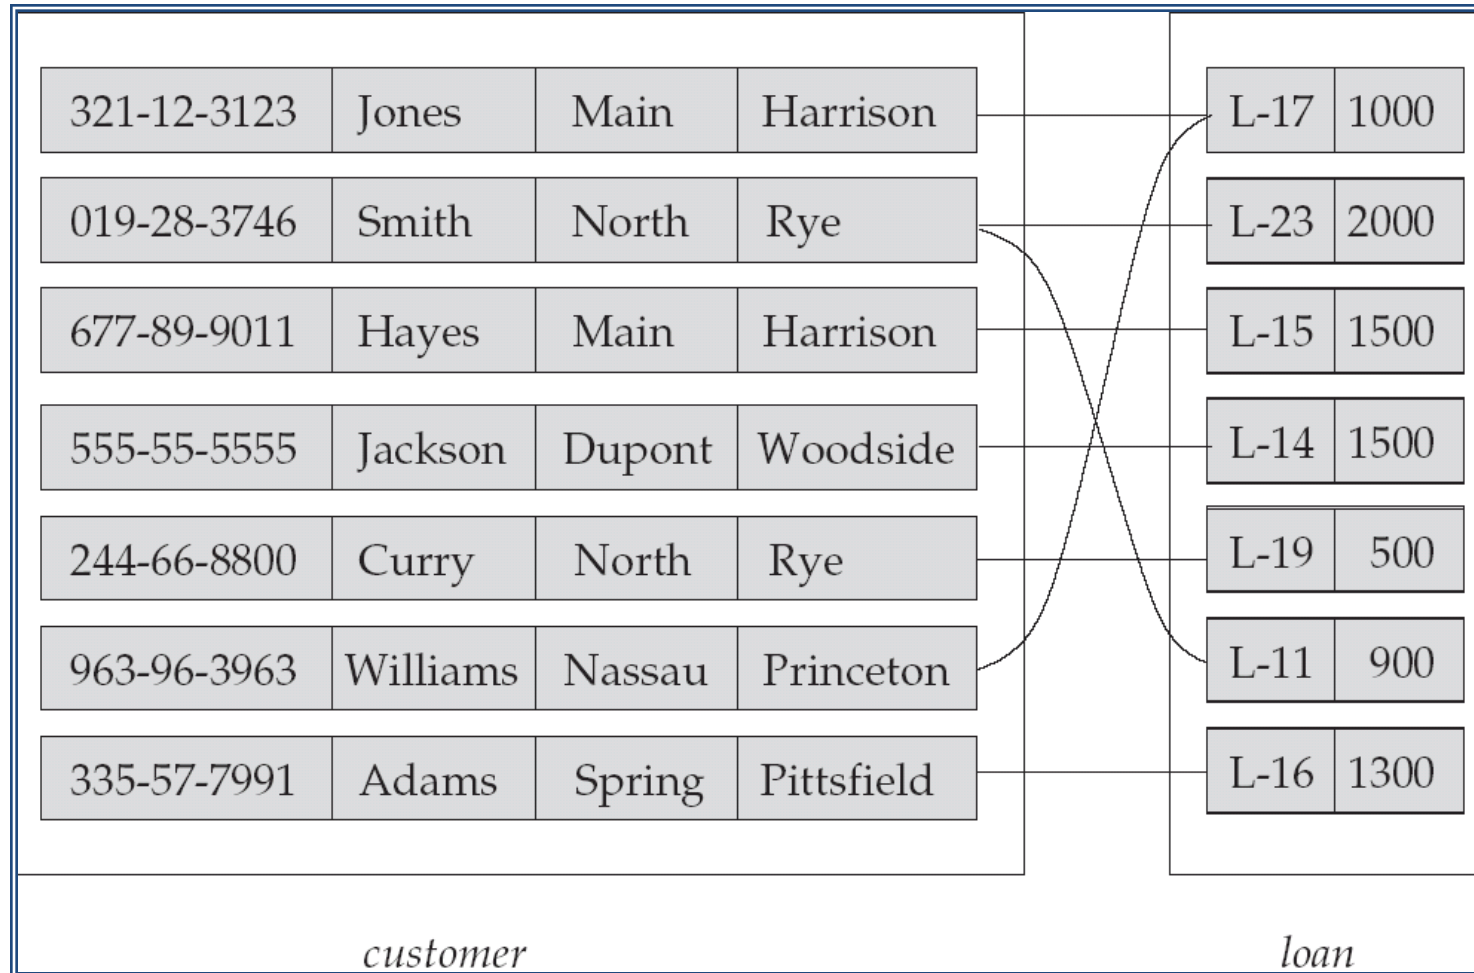 321-12-3123 Jones Main Harrison L-17 1000
019-28-3746 Smith North Rye L-23 2000
677-89-9011 Hayes Main Harrison L-15 1500
555-55-5555 Jackson Dupont Woodside L-14 1500
244-66-8800 Curry North Rye L-19 500
963-96-3963 Williams Nassau Princeton L-11 900
335-57-7991 Adams Spring Pittsfield L-16 1300
customer loan